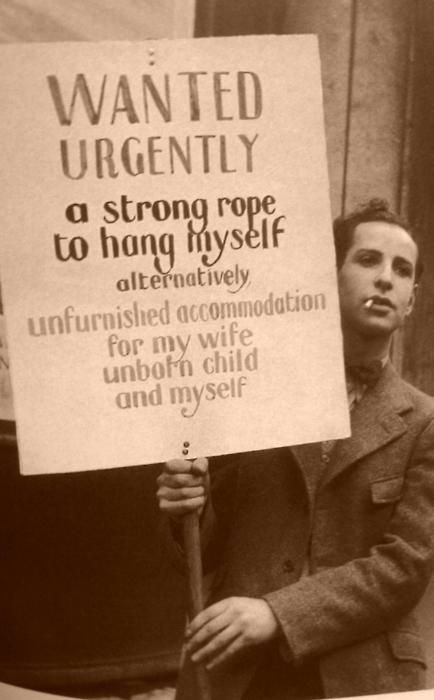 WANTED
URGENTLY
a strong rope
to hang myself
alternatively,
unfurnished accommodation
for my wife
unborn child
and myself